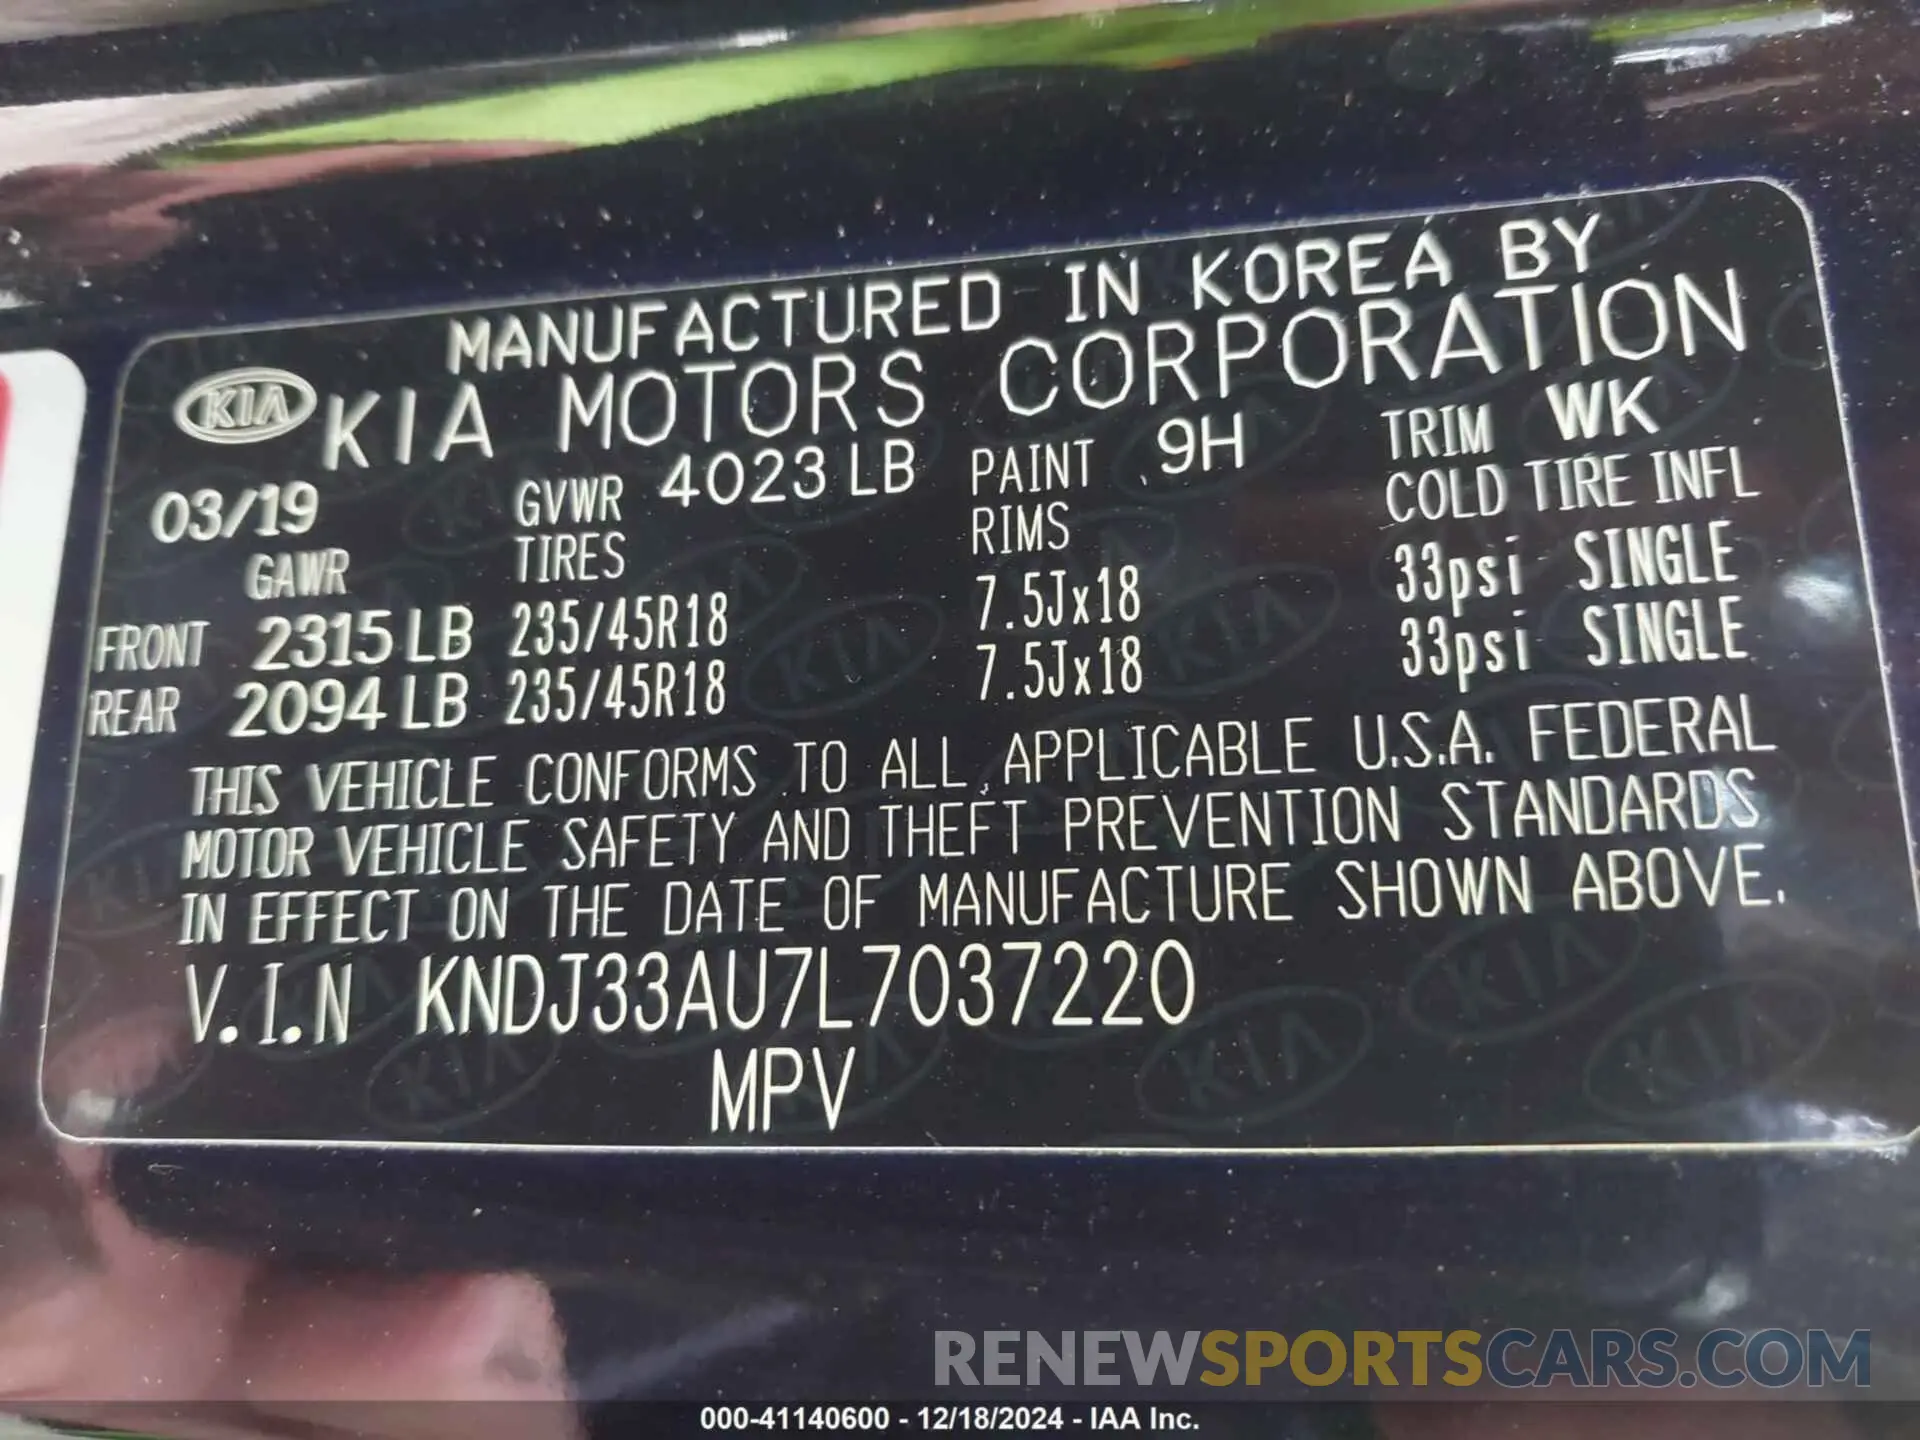 MANUFACTURED IN KOREA BY
KIA KIA MOTORS CORPORATION
03/19 GVWR 4023 LB PAINT 9H TRIM WK
GAWR TIRES RIMS COLD TIRE INFL
FRONT 2315 LB 235/45R18 7.5Jx18 33psi SINGLE
REAR 2094 LB 235/45R18 7.5Jx18 33psi SINGLE
THIS VEHICLE CONFORMS TO ALL APPLICABLE U.S.A. FEDERAL
MOTOR VEHICLE SAFETY AND THEFT PREVENTION STANDARDS
IN EFFECT ON THE DATE OF MANUFACTURE SHOWN ABOVE.
V.I.N KNDJ33AU7L7037220
MPV
RENEWSPORTSCARS.COM
000-41140600 - 12/18/2024 - IAA Inc.